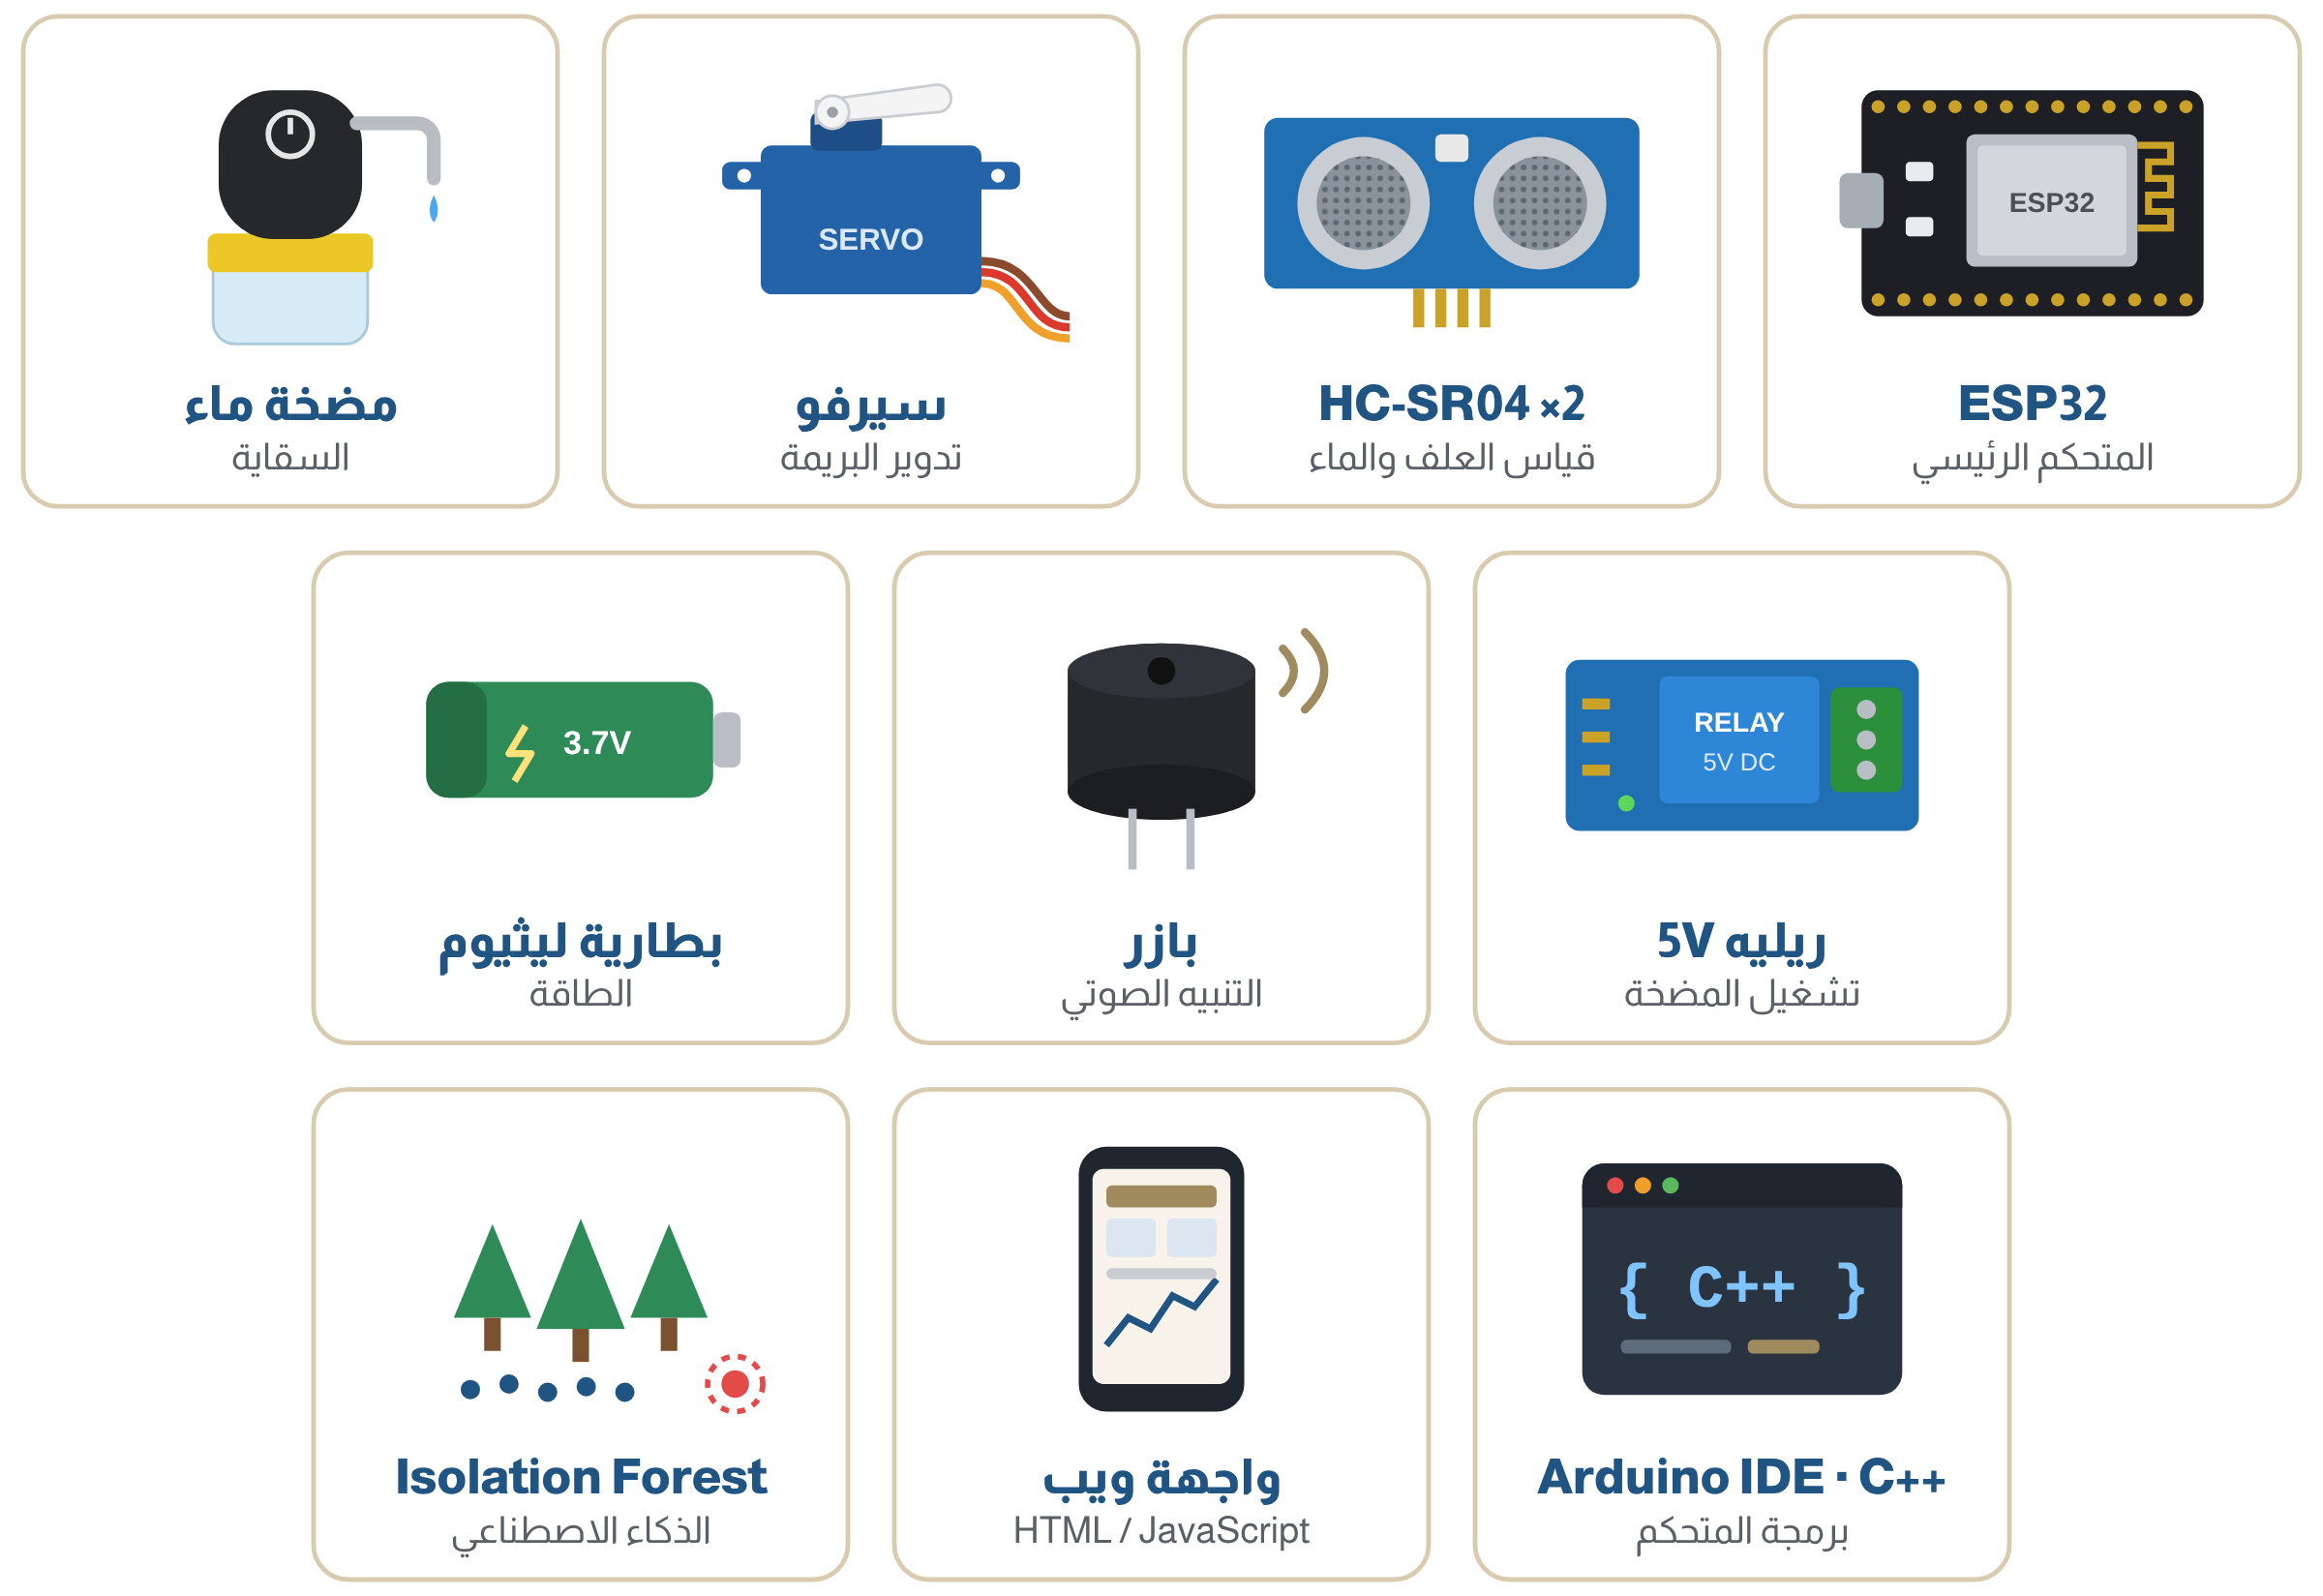 ESP32
ESP32
المتحكم الرئيسي
HC-SR04 ×2
قياس العلف والماء
SERVO
سيرفو
تدوير البريمة
مضخة ماء
السقاية
RELAY
5V DC
ريليه 5V
تشغيل المضخة
بازر
التنبيه الصوتي
3.7V
بطارية ليثيوم
الطاقة
{ C++ }
Arduino IDE · C++
برمجة المتحكم
واجهة ويب
HTML / JavaScript
Isolation Forest
الذكاء الاصطناعي